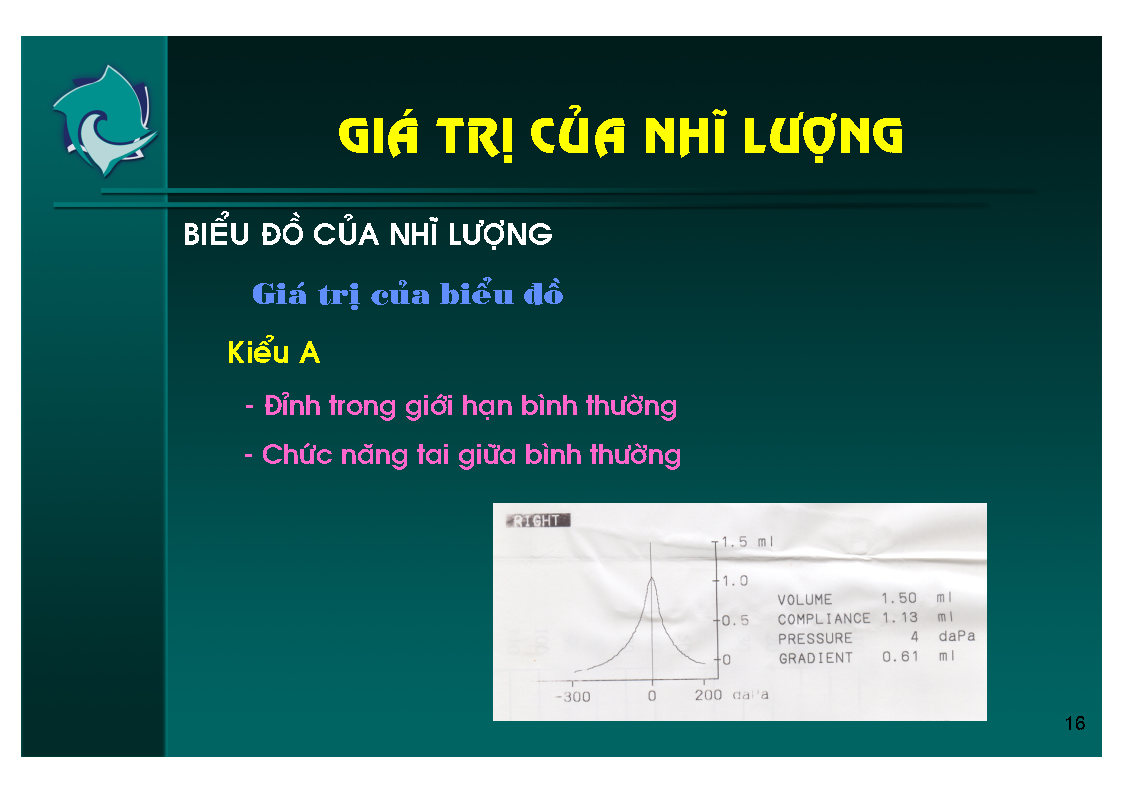 GIÁ TRỊ CỦA NHĨ LƯỢNG
BIỂU ĐỒ CỦA NHĨ LƯỢNG
Giá trị của biểu đồ
Kiểu A
- Đỉnh trong giới hạn bình thường
- Chức năng tai giữa bình thường
RIGHT
1.5 ml
1.0
0.5
0
-300 0 200 daPa
VOLUME 1.50 ml
COMPLIANCE 1.13 ml
PRESSURE 4 daPa
GRADIENT 0.61 ml
16